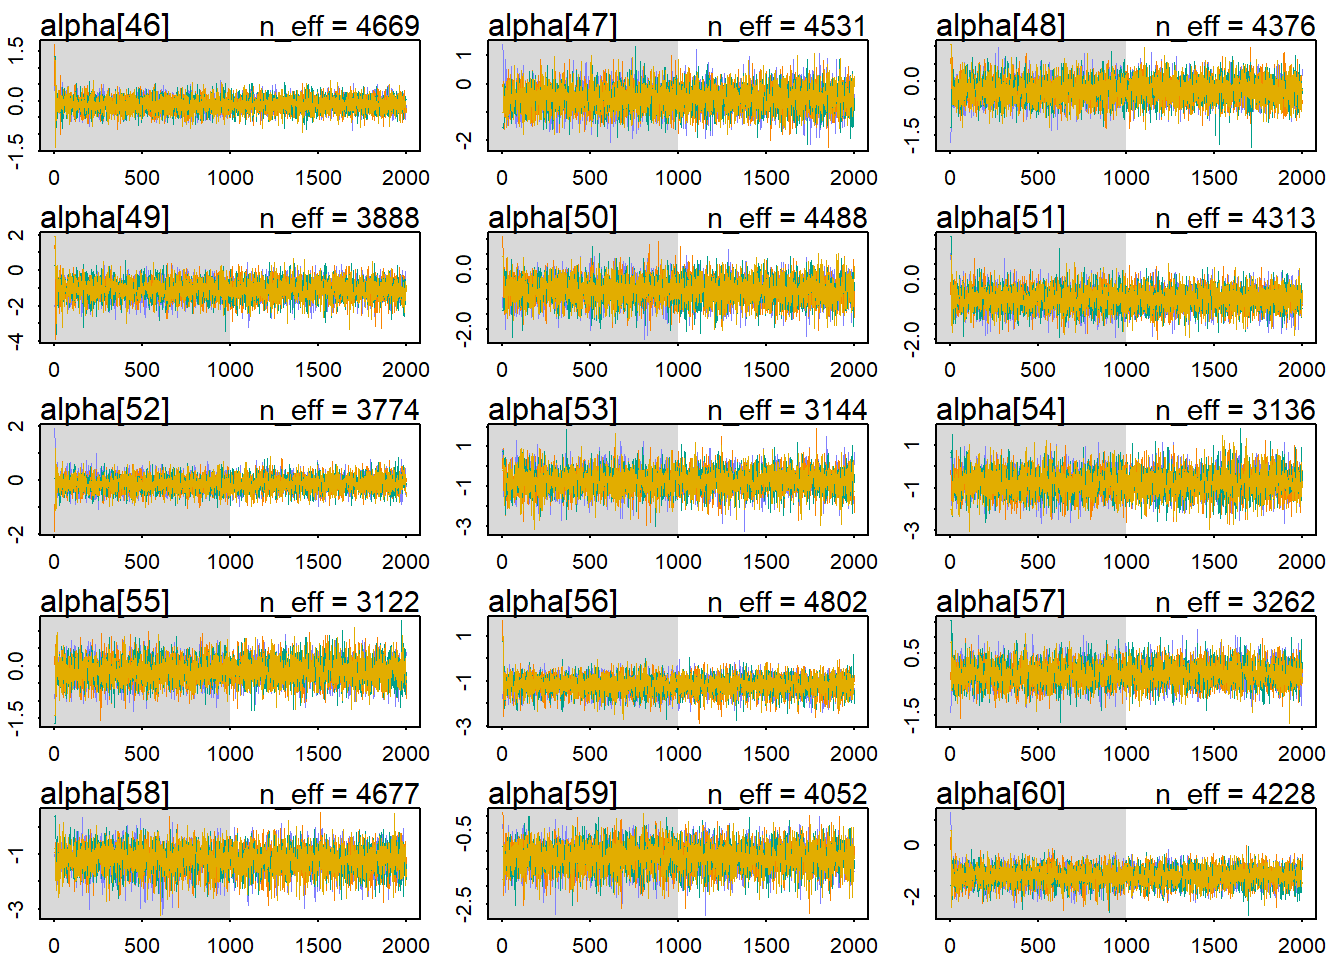 alpha[46] n_eff = 4669 alpha[47] n_eff = 4531 alpha[48] n_eff = 4376
1.5 0.0 -1.5 1 0 -2 0.0 -1.5
0 500 1000 1500 2000 0 500 1000 1500 2000 0 500 1000 1500 2000
alpha[49] n_eff = 3888 alpha[50] n_eff = 4488 alpha[51] n_eff = 4313
2 0 -2 -4 0.0 -2.0 0.0 -2.0
0 500 1000 1500 2000 0 500 1000 1500 2000 0 500 1000 1500 2000
alpha[52] n_eff = 3774 alpha[53] n_eff = 3144 alpha[54] n_eff = 3136
2 0 -2 1 -1 -3 1 -1 -3
0 500 1000 1500 2000 0 500 1000 1500 2000 0 500 1000 1500 2000
alpha[55] n_eff = 3122 alpha[56] n_eff = 4802 alpha[57] n_eff = 3262
0.0 -1.5 1 -1 -3 0.5 -1.5
0 500 1000 1500 2000 0 500 1000 1500 2000 0 500 1000 1500 2000
alpha[58] n_eff = 4677 alpha[59] n_eff = 4052 alpha[60] n_eff = 4228
-1 -3 -0.5 -2.5 0 -2
0 500 1000 1500 2000 0 500 1000 1500 2000 0 500 1000 1500 2000